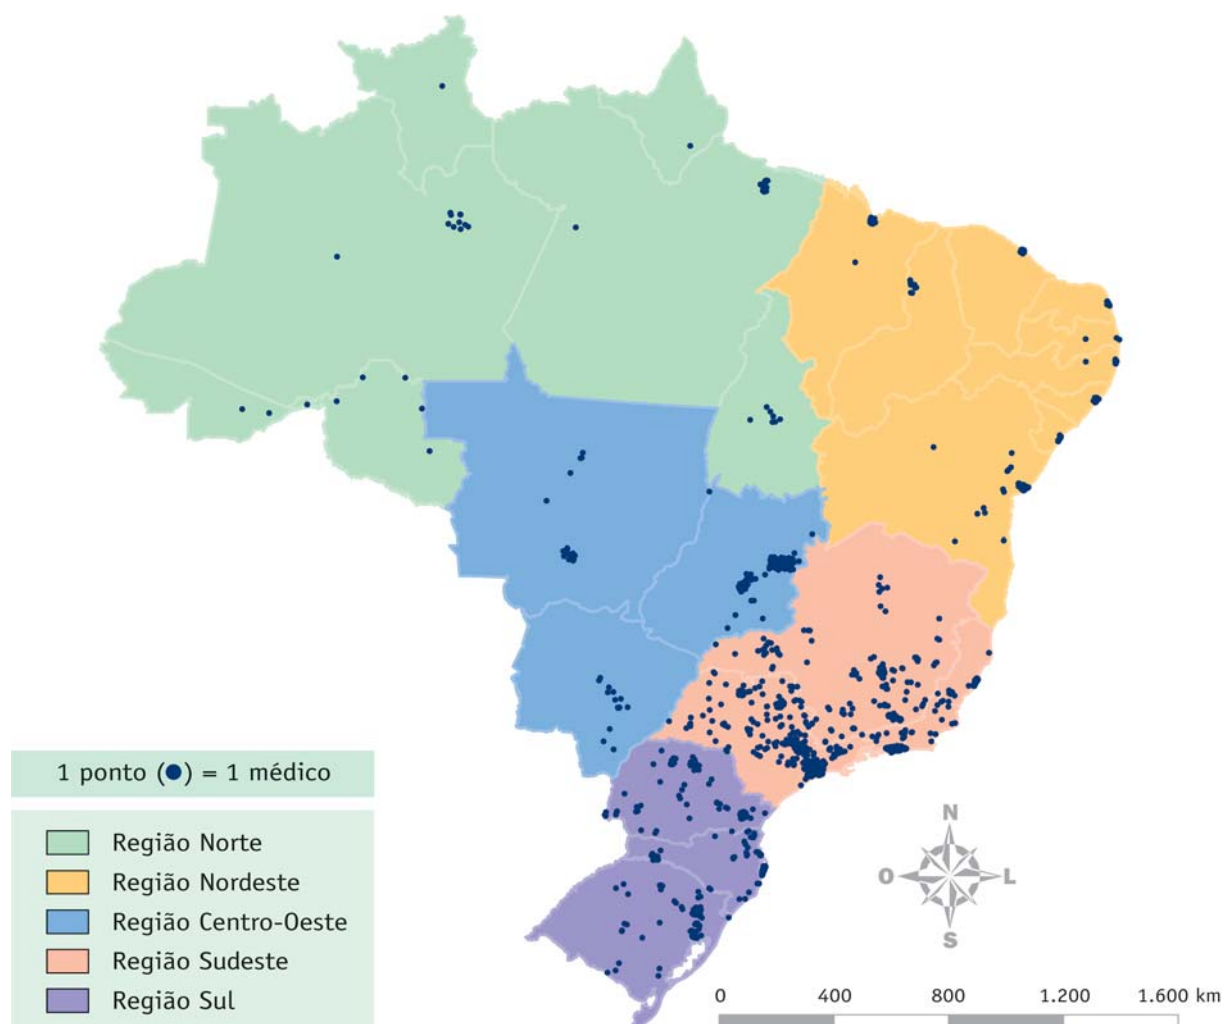 1 ponto (●) = 1 médico
Região Norte
Região Nordeste
Região Centro-Oeste
Região Sudeste
Região Sul
N
O
L
S
0 400 800 1.200 1.600 km